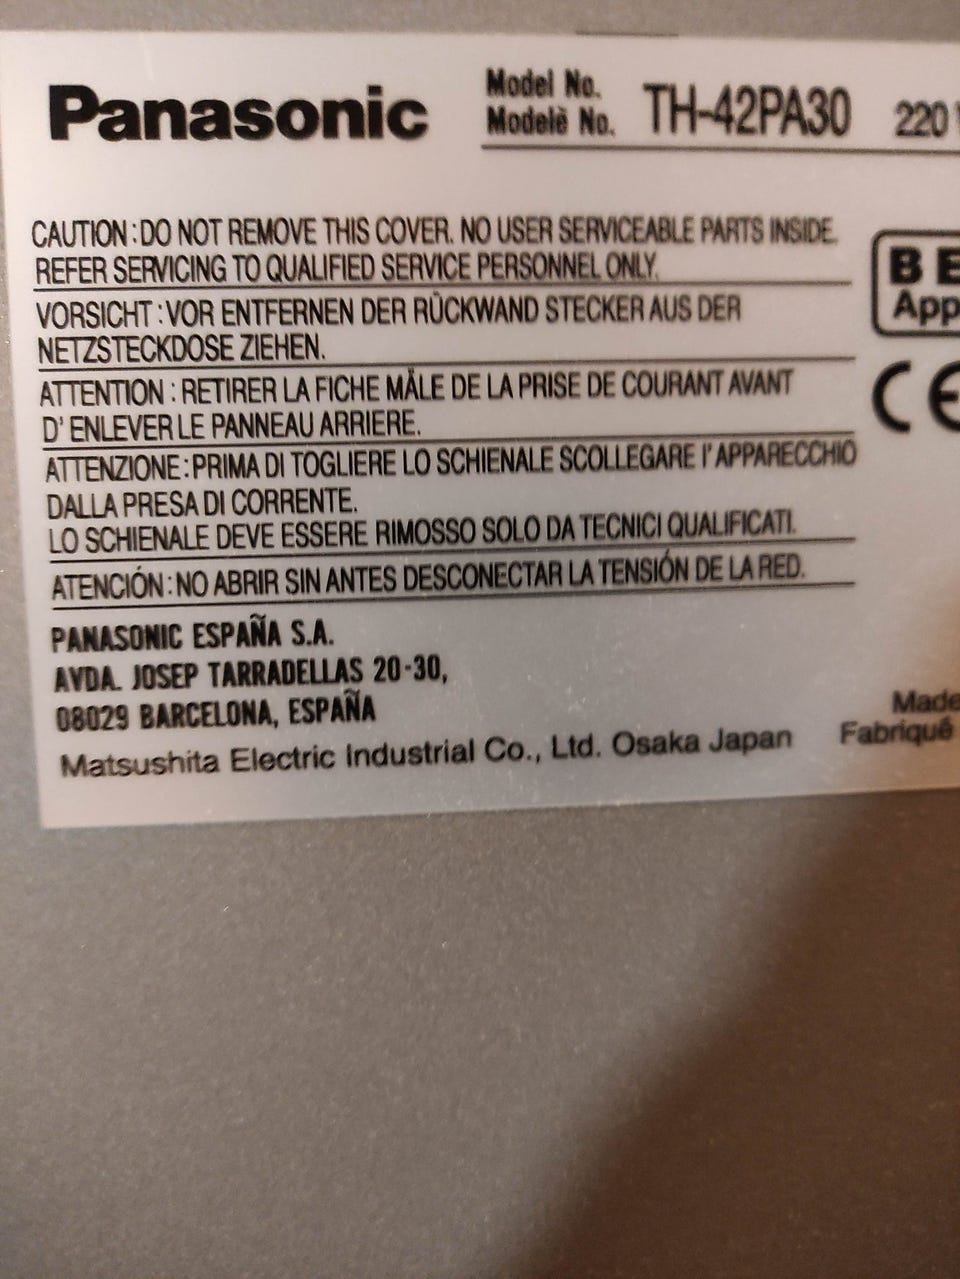 Panasonic
Model No.
Modelè No.
TH-42PA30
220
CAUTION : DO NOT REMOVE THIS COVER. NO USER SERVICEABLE PARTS INSIDE.
REFER SERVICING TO QUALIFIED SERVICE PERSONNEL ONLY.
VORSICHT : VOR ENTFERNEN DER RÜCKWAND STECKER AUS DER
NETZSTECKDOSE ZIEHEN.
ATTENTION : RETIRER LA FICHE MÂLE DE LA PRISE DE COURANT AVANT
D' ENLEVER LE PANNEAU ARRIERE.
ATTENZIONE : PRIMA DI TOGLIERE LO SCHIENALE SCOLLEGARE l' APPARECCHIO
DALLA PRESA DI CORRENTE.
LO SCHIENALE DEVE ESSERE RIMOSSO SOLO DA TECNICI QUALIFICATI.
ATENCIÓN : NO ABRIR SIN ANTES DESCONECTAR LA TENSIÓN DE LA RED.
PANASONIC ESPAÑA S.A.
AVDA. JOSEP TARRADELLAS 20-30,
08029 BARCELONA, ESPAÑA
Matsushita Electric Industrial Co., Ltd. Osaka Japan
B E
App
CE
Made
Fabriqué